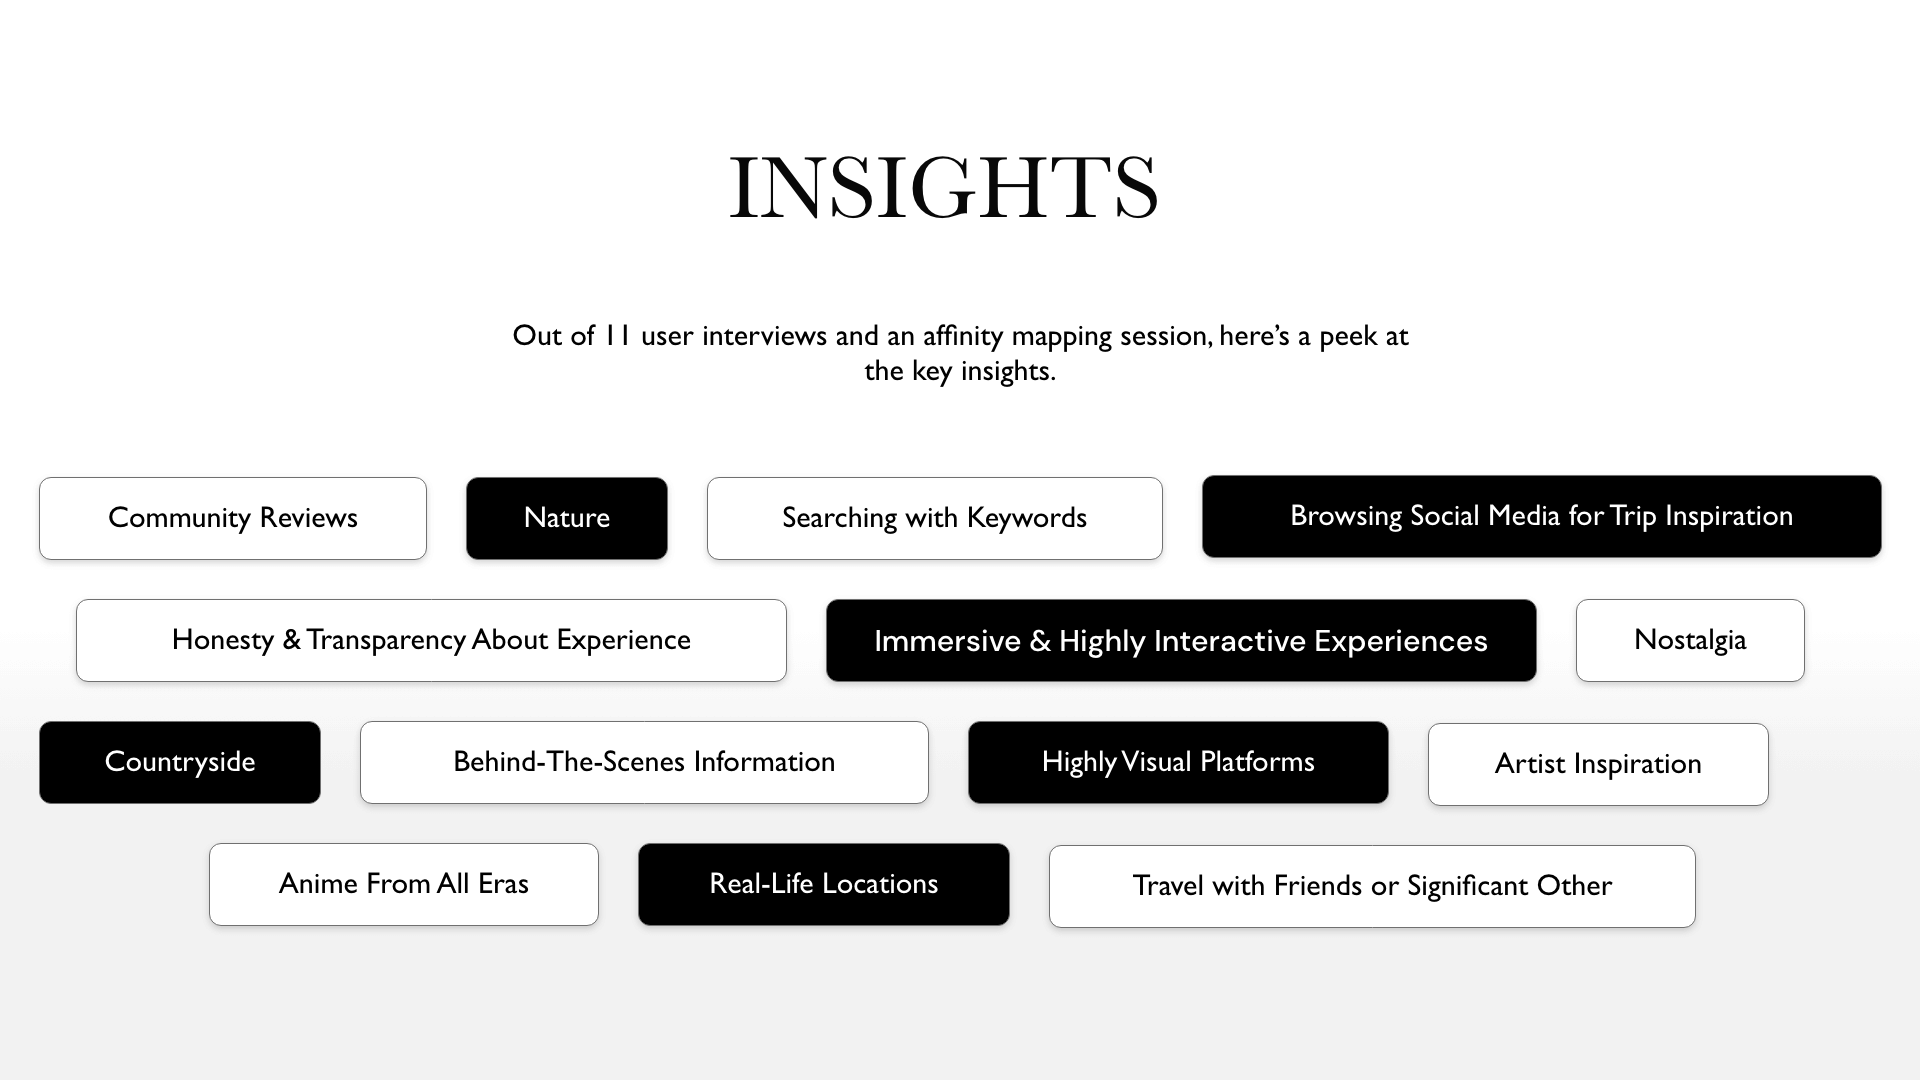 INSIGHTS
Out of 11 user interviews and an affinity mapping session, here’s a peek at
the key insights.
Community Reviews
Nature
Searching with Keywords
Browsing Social Media for Trip Inspiration
Honesty & Transparency About Experience
Immersive & Highly Interactive Experiences
Nostalgia
Countryside
Behind-The-Scenes Information
Highly Visual Platforms
Artist Inspiration
Anime From All Eras
Real-Life Locations
Travel with Friends or Significant Other